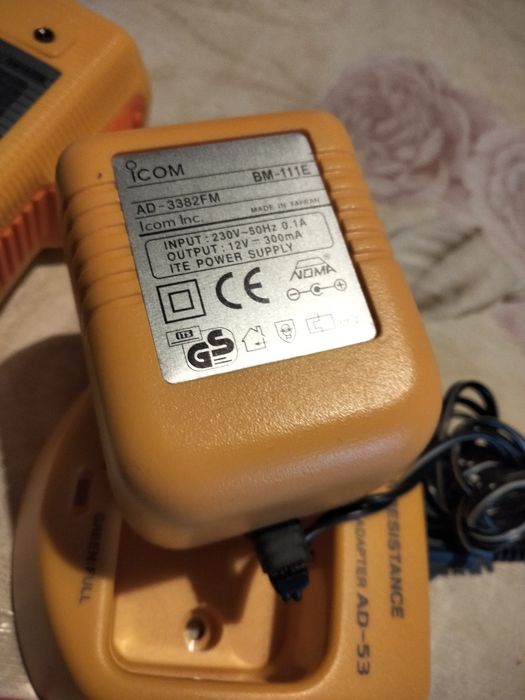 ICOM
BM-111E
AD-3382FM
Icom Inc.
MADE IN TAIWAN
INPUT : 230V~50Hz 0.1A
OUTPUT : 12V⎓300mA
ITE POWER SUPPLY
CE
NOMA
- +
ITS
GS
GREEN:FULL
RESISTANCE
ADAPTER AD-53